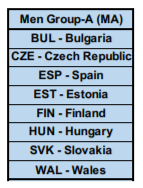 Men Group-A (MA)
BUL - Bulgaria
CZE - Czech Republic
ESP - Spain
EST - Estonia
FIN - Finland
HUN - Hungary
SVK - Slovakia
WAL - Wales